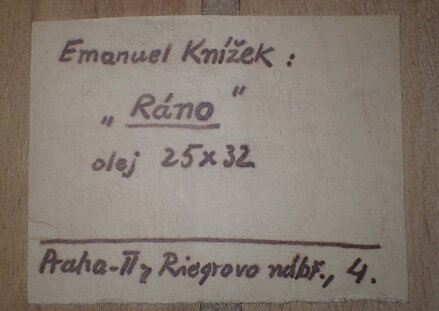 Emanuel Knížek :
„Ráno”
olej 25x32
Praha-II, Riegrovo nábř., 4.